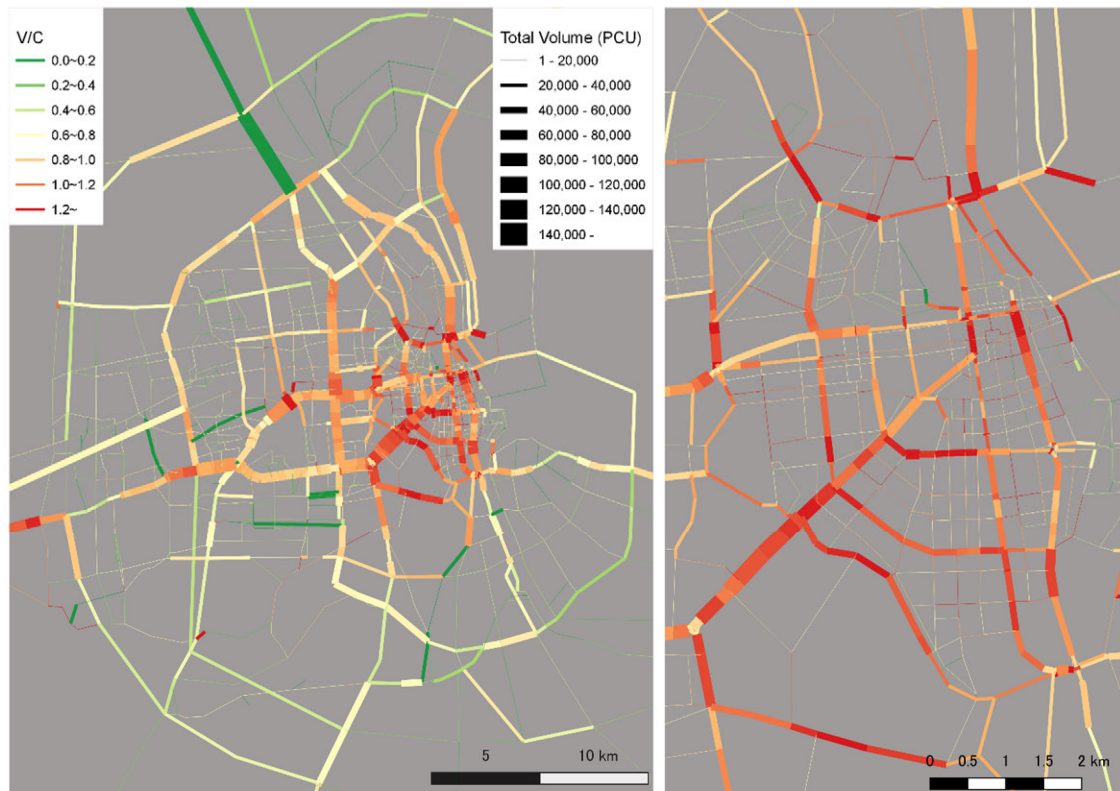 V/C
0.0~0.2
0.2~0.4
0.4~0.6
0.6~0.8
0.8~1.0
1.0~1.2
1.2~
Total Volume (PCU)
1 - 20,000
20,000 - 40,000
40,000 - 60,000
60,000 - 80,000
80,000 - 100,000
100,000 - 120,000
120,000 - 140,000
140,000 -
5 10 km
0 0.5 1 1.5 2 km